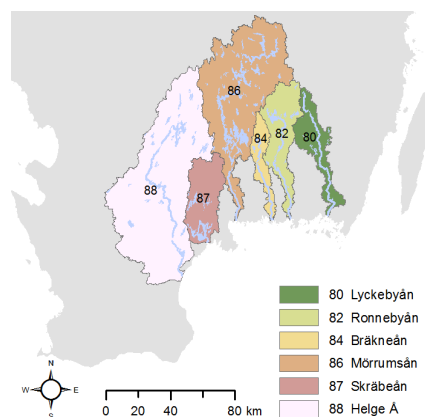 86
84
82
80
88
87
80 Lyckebyån
82 Ronnebyån
84 Bräkneån
86 Mörrumsån
87 Skräbeån
88 Helge Å
N
W E
S
0 20 40 80 km